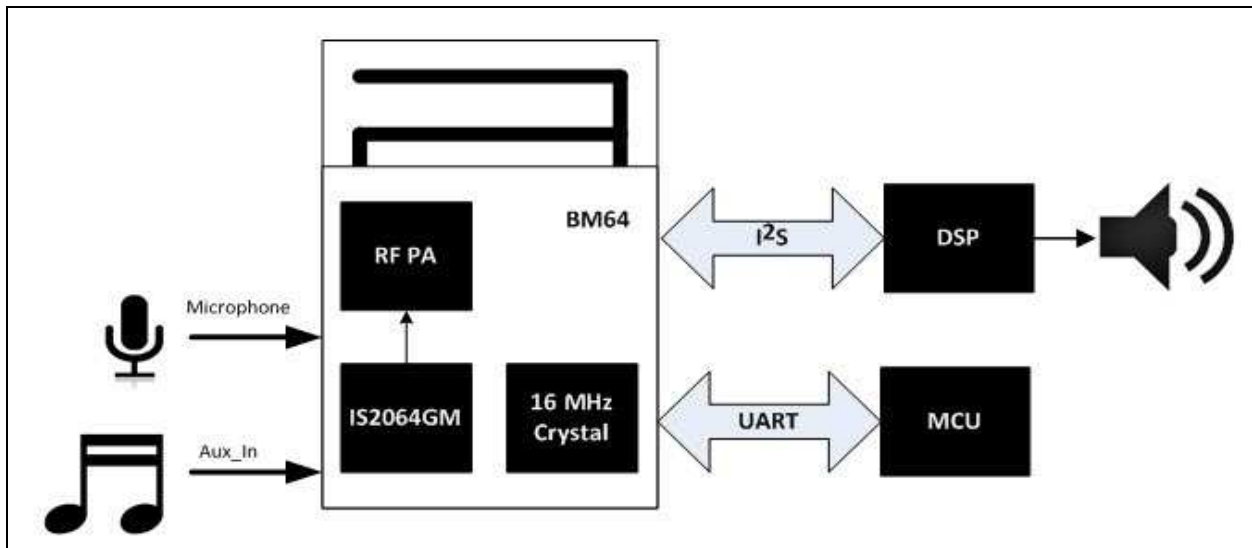 BM64
RF PA
I²S
DSP
Microphone
IS2064GM
16 MHz
Crystal
UART
MCU
Aux_In